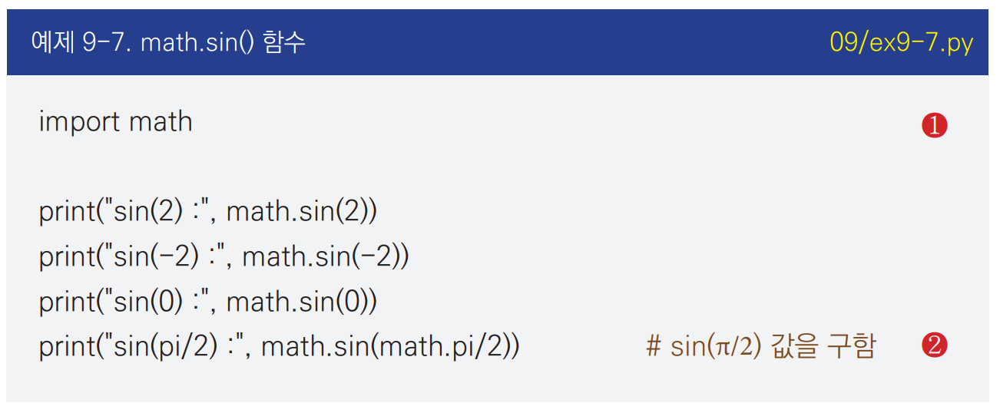 예제 9-7. math.sin() 함수 09/ex9-7.py
import math ❶
print("sin(2) :", math.sin(2))
print("sin(-2) :", math.sin(-2))
print("sin(0) :", math.sin(0))
print("sin(pi/2) :", math.sin(math.pi/2)) # sin(π/2) 값을 구함 ❷